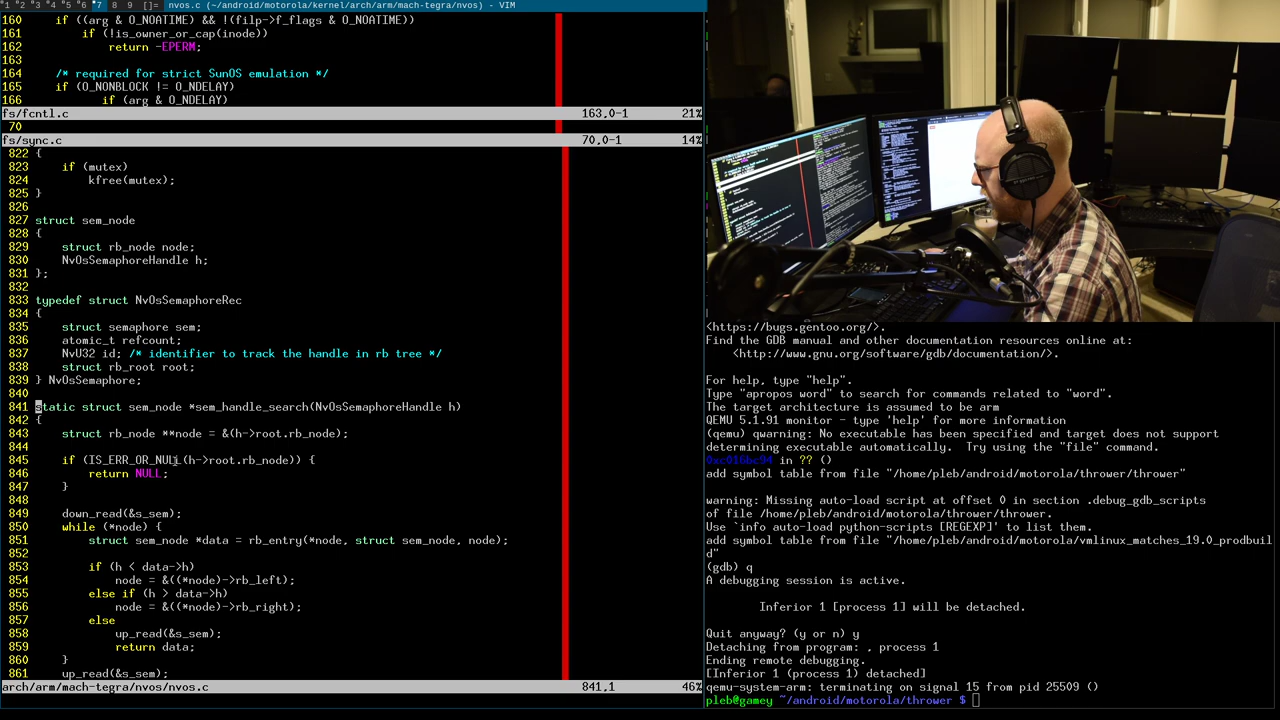 1 2 3 4 5 6 7 8 9 []= nvos.c (~/android/motorola/kernel/arch/arm/mach-tegra/nvos) - VIM
160 if ((arg & O_NOATIME) && !(filp->f_flags & O_NOATIME))
161 if (!is_owner_or_cap(inode))
162 return -EPERM;
163
164 /* required for strict SunOS emulation */
165 if (O_NONBLOCK != O_NDELAY)
166 if (arg & O_NDELAY)
fs/fcntl.c 163,0-1 21%
70
fs/sync.c 70,0-1 14%
822 {
823 if (mutex)
824 kfree(mutex);
825 }
826
827 struct sem_node
828 {
829 struct rb_node node;
830 NvOsSemaphoreHandle h;
831 };
832
833 typedef struct NvOsSemaphoreRec
834 {
835 struct semaphore sem;
836 atomic_t refcount;
837 NvU32 id; /* identifier to track the handle in rb tree */
838 struct rb_root root;
839 } NvOsSemaphore;
840
841 static struct sem_node *sem_handle_search(NvOsSemaphoreHandle h)
842 {
843 struct rb_node **node = &(h->root.rb_node);
844
845 if (IS_ERR_OR_NULL(h->root.rb_node)) {
846 return NULL;
847 }
848
849 down_read(&s_sem);
850 while (*node) {
851 struct sem_node *data = rb_entry(*node, struct sem_node, node);
852
853 if (h < data->h)
854 node = &((*node)->rb_left);
855 else if (h > data->h)
856 node = &((*node)->rb_right);
857 else
858 up_read(&s_sem);
859 return data;
860 }
861 up_read(&s_sem);
arch/arm/mach-tegra/nvos/nvos.c 841,1 46%
<https://bugs.gentoo.org/>.
Find the GDB manual and other documentation resources online at:
<http://www.gnu.org/software/gdb/documentation/>.
For help, type "help".
Type "apropos word" to search for commands related to "word".
The target architecture is assumed to be arm
QEMU 5.1.91 monitor - type 'help' for more information
(qemu) qwarning: No executable has been specified and target does not support
determining executable automatically. Try using the "file" command.
0xc016bc94 in ?? ()
add symbol table from file "/home/pleb/android/motorola/thrower/thrower"
warning: Missing auto-load script at offset 0 in section .debug_gdb_scripts
of file /home/pleb/android/motorola/thrower/thrower.
Use `info auto-load python-scripts [REGEXP]' to list them.
add symbol table from file "/home/pleb/android/motorola/vmlinux_matches_19.0_prodbuil
d"
(gdb) q
A debugging session is active.
Inferior 1 [process 1] will be detached.
Quit anyway? (y or n) y
Detaching from program: , process 1
Ending remote debugging.
[Inferior 1 (process 1) detached]
qemu-system-arm: terminating on signal 15 from pid 25509 ()
pleb@gamey ~/android/motorola/thrower $